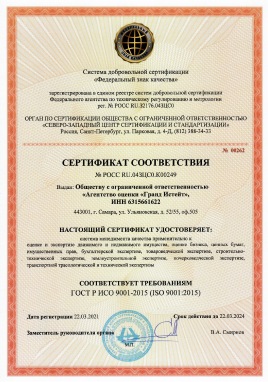 Система добровольной сертификации
«Федеральный знак качества»
зарегистрирована в едином реестре систем добровольной сертификации
Федерального агентства по техническому регулированию и метрологии
рег. № РОСС RU.З2176.04ЗЦС0
ОРГАН ПО СЕРТИФИКАЦИИ ОБЩЕСТВА С ОГРАНИЧЕННОЙ ОТВЕТСТВЕННОСТЬЮ
«СЕВЕРО-ЗАПАДНЫЙ ЦЕНТР СЕРТИФИКАЦИИ И СТАНДАРТИЗАЦИИ»
Россия, Санкт-Петербург, ул. Парковая, д. 4-Д, (812) 388-34-33
№ 00262
СЕРТИФИКАТ СООТВЕТСТВИЯ
№ РОСС RU.04ЗЦС0.К00249
Выдан: Обществу с ограниченной ответственностью
«Агентство оценки «Гранд Истейт»,
ИНН 6315661622
443001, г. Самара, ул. Ульяновская, д. 52/55, оф.505
НАСТОЯЩИЙ СЕРТИФИКАТ УДОСТОВЕРЯЕТ:
система менеджмента качества применительно к
оценке и экспертизе движимого и недвижимого имущества, оценке бизнеса, ценных бумаг,
имущественных прав, бухгалтерской экспертизе, товароведческой экспертизе, строительно-
технической экспертизе, землеустроительной экспертизе, почерковедческой экспертизе,
транспортной трасологической и технической экспертизе
СООТВЕТСТВУЕТ ТРЕБОВАНИЯМ
ГОСТ Р ИСО 9001-2015 (ISO 9001:2015)
Дата регистрации 22.03.2021 Срок действия до 22.03.2024
Заместитель руководителя органа В.А. Смирнов
МП